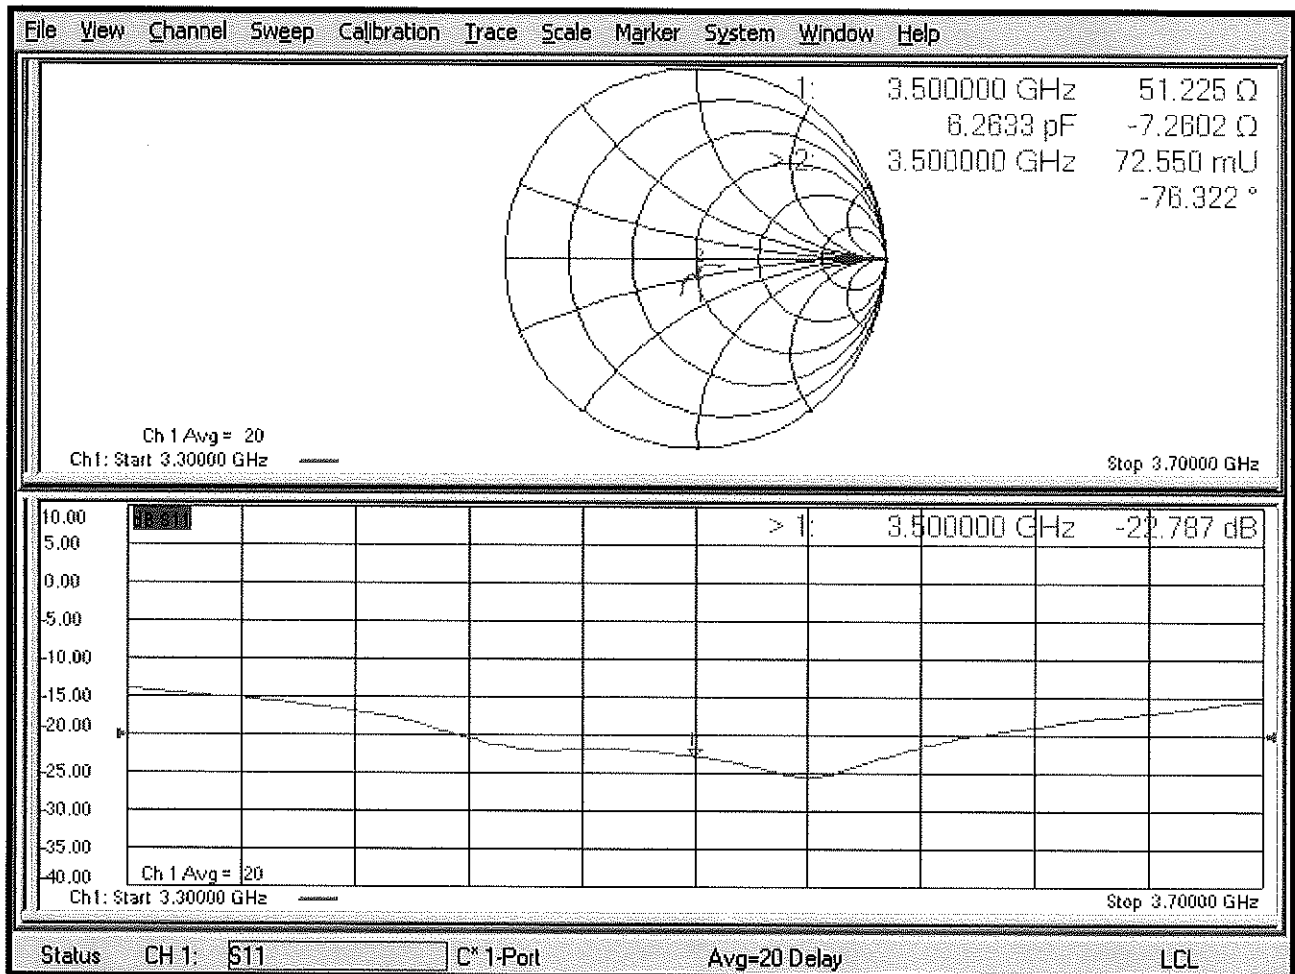 File View Channel Sweep Calibration Trace Scale Marker System Window Help
1: 3.500000 GHz 51.225 Ω
6.2633 pF -7.2602 Ω
> 2: 3.500000 GHz 72.550 mU
-76.322 °
Ch 1 Avg = 20
Ch1: Start 3.30000 GHz
Stop 3.70000 GHz
10.00 dB S11
> 1: 3.500000 GHz -22.787 dB
5.00
0.00
-5.00
-10.00
-15.00
-20.00
-25.00
-30.00
-35.00
-40.00
Ch 1 Avg = 20
Ch1: Start 3.30000 GHz
Stop 3.70000 GHz
Status CH 1: S11 C* 1-Port Avg=20 Delay LCL